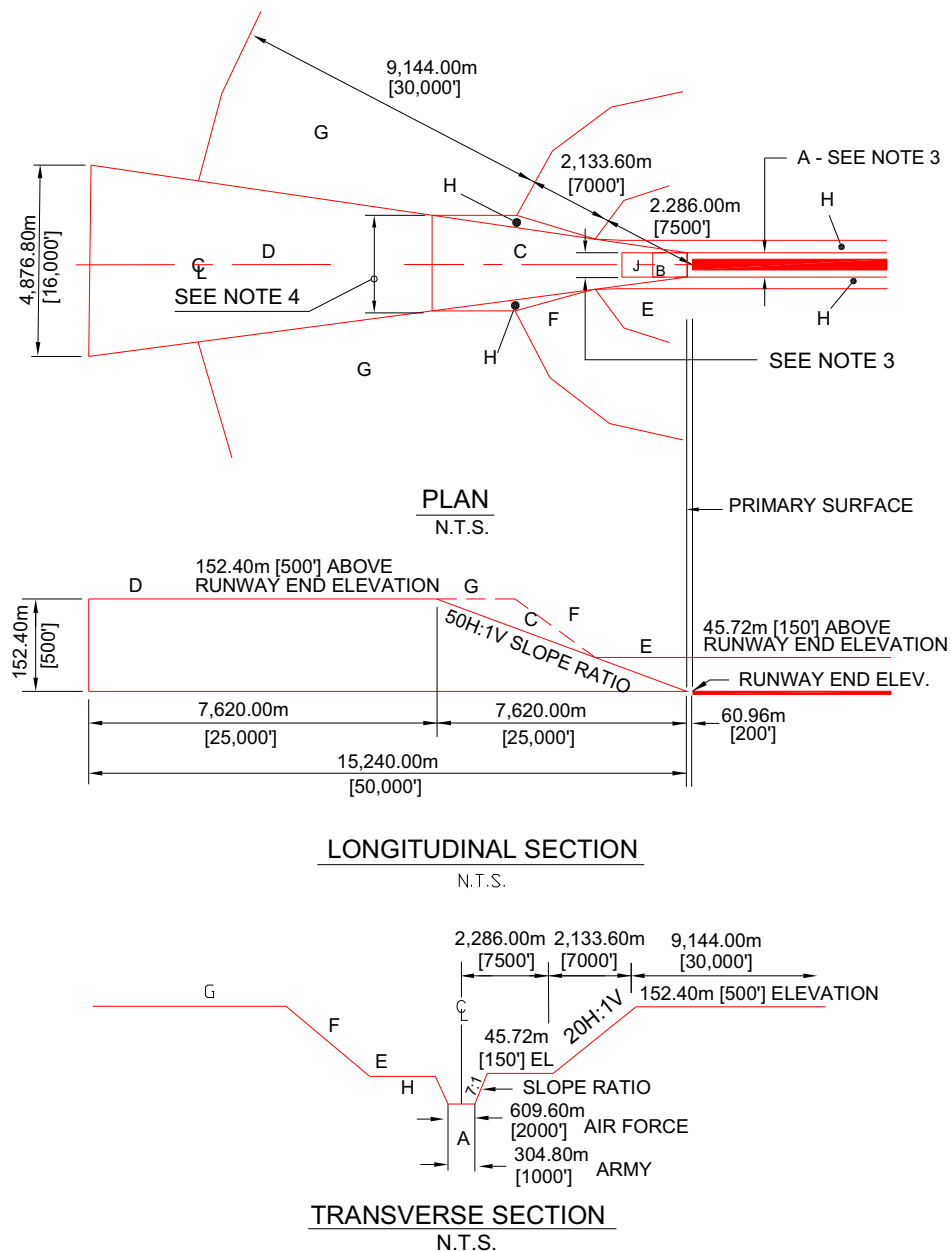 9,144.00m
[30,000']
G
2,133.60m
[7000']
A - SEE NOTE 3
H
H
2.286.00m
[7500']
4,876.80m
[16,000']
D
C
H
℄
J
B
SEE NOTE 4
F
E
H
H
G
SEE NOTE 3
PLAN
N.T.S.
PRIMARY SURFACE
152.40m [500'] ABOVE
RUNWAY END ELEVATION
D
G
C
F
E
50H:1V SLOPE RATIO
45.72m [150'] ABOVE
RUNWAY END ELEVATION
152.40m
[500']
RUNWAY END ELEV.
7,620.00m
[25,000']
7,620.00m
[25,000']
60.96m
[200']
15,240.00m
[50,000']
LONGITUDINAL SECTION
N.T.S.
2,286.00m
[7500']
2,133.60m
[7000']
9,144.00m
[30,000']
G
℄
20H:1V
152.40m [500'] ELEVATION
F
45.72m
[150'] EL
E
H
7:1
SLOPE RATIO
609.60m
[2000']
AIR FORCE
A
304.80m
[1000']
ARMY
TRANSVERSE SECTION
N.T.S.